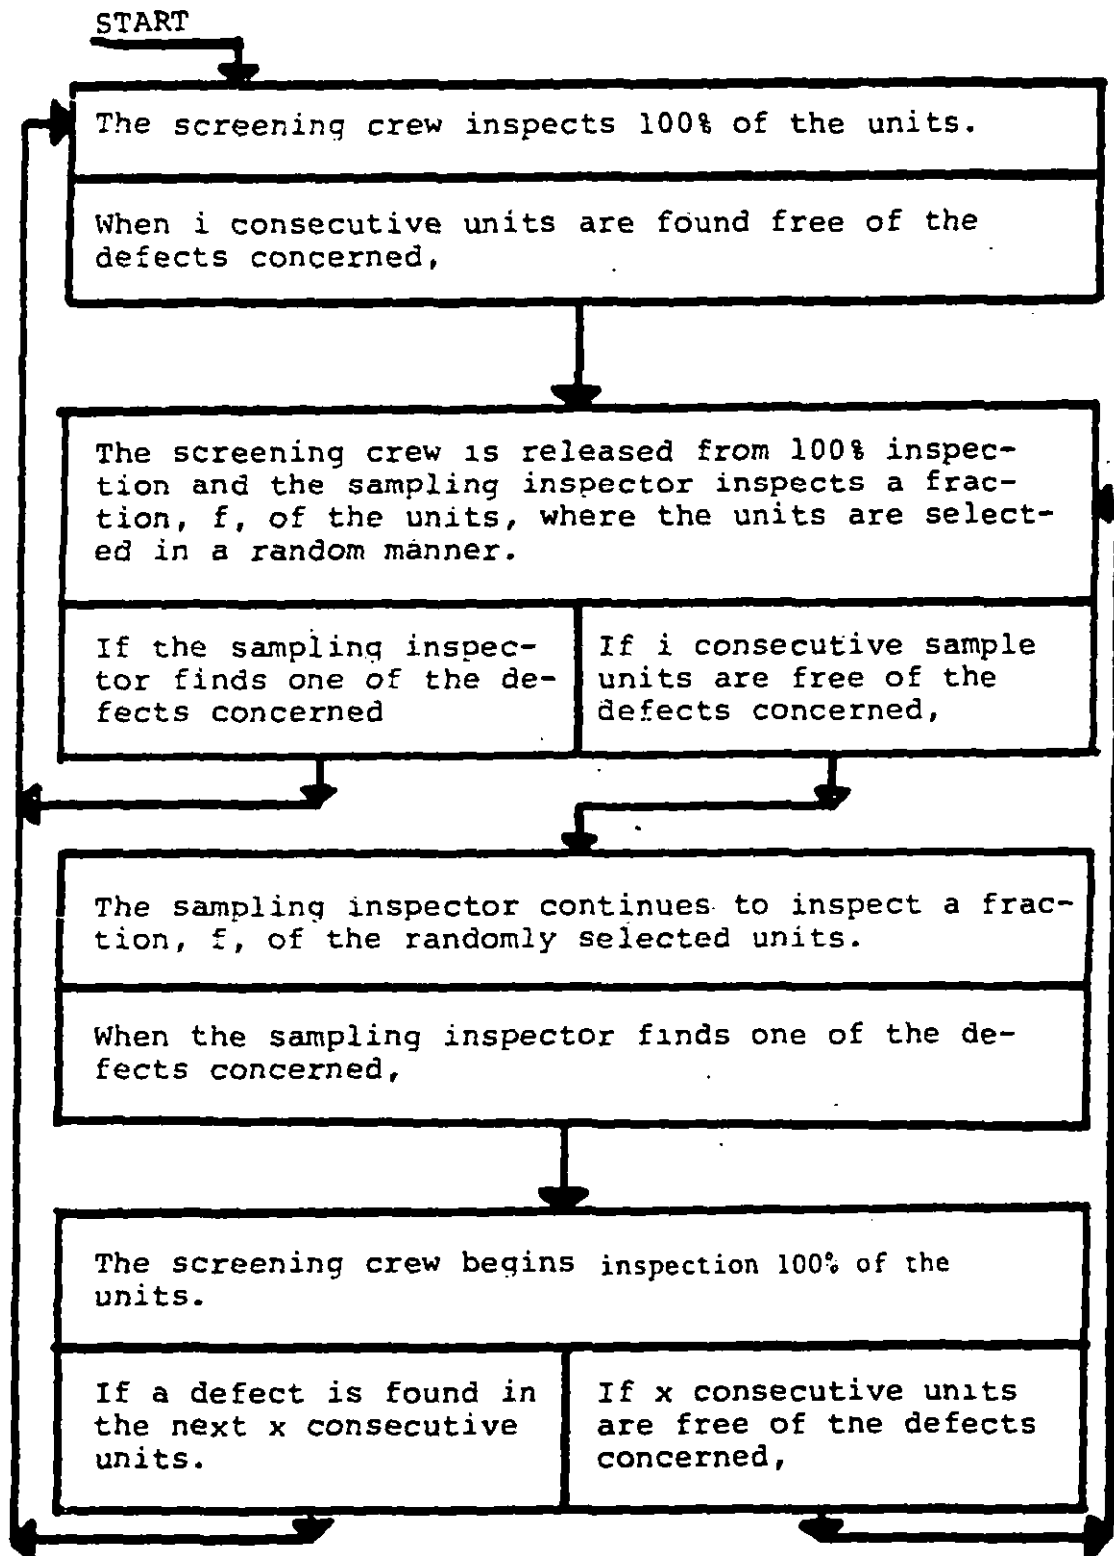 START
The screening crew inspects 100% of the units.
When i consecutive units are found free of the
defects concerned,
The screening crew is released from 100% inspec-
tion and the sampling inspector inspects a frac-
tion, f, of the units, where the units are select-
ed in a random manner.
If the sampling inspec-
tor finds one of the de-
fects concerned
If i consecutive sample
units are free of the
defects concerned,
The sampling inspector continues to inspect a frac-
tion, f, of the randomly selected units.
When the sampling inspector finds one of the de-
fects concerned,
The screening crew begins inspection 100% of the
units.
If a defect is found in
the next x consecutive
units.
If x consecutive units
are free of the defects
concerned,